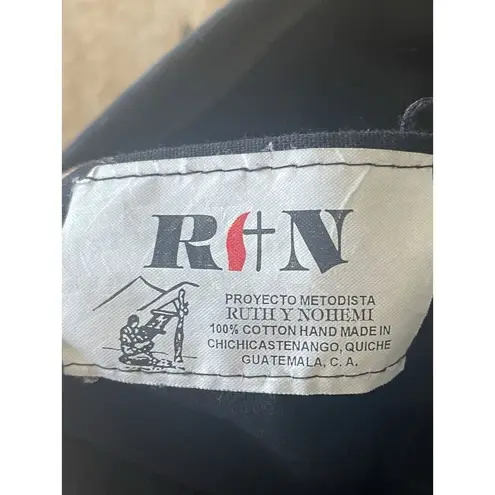 R N
PROYECTO METODISTA
RUTH Y NOHEMI
100% COTTON HAND MADE IN
CHICHICASTENANGO, QUICHE
GUATEMALA, C. A.